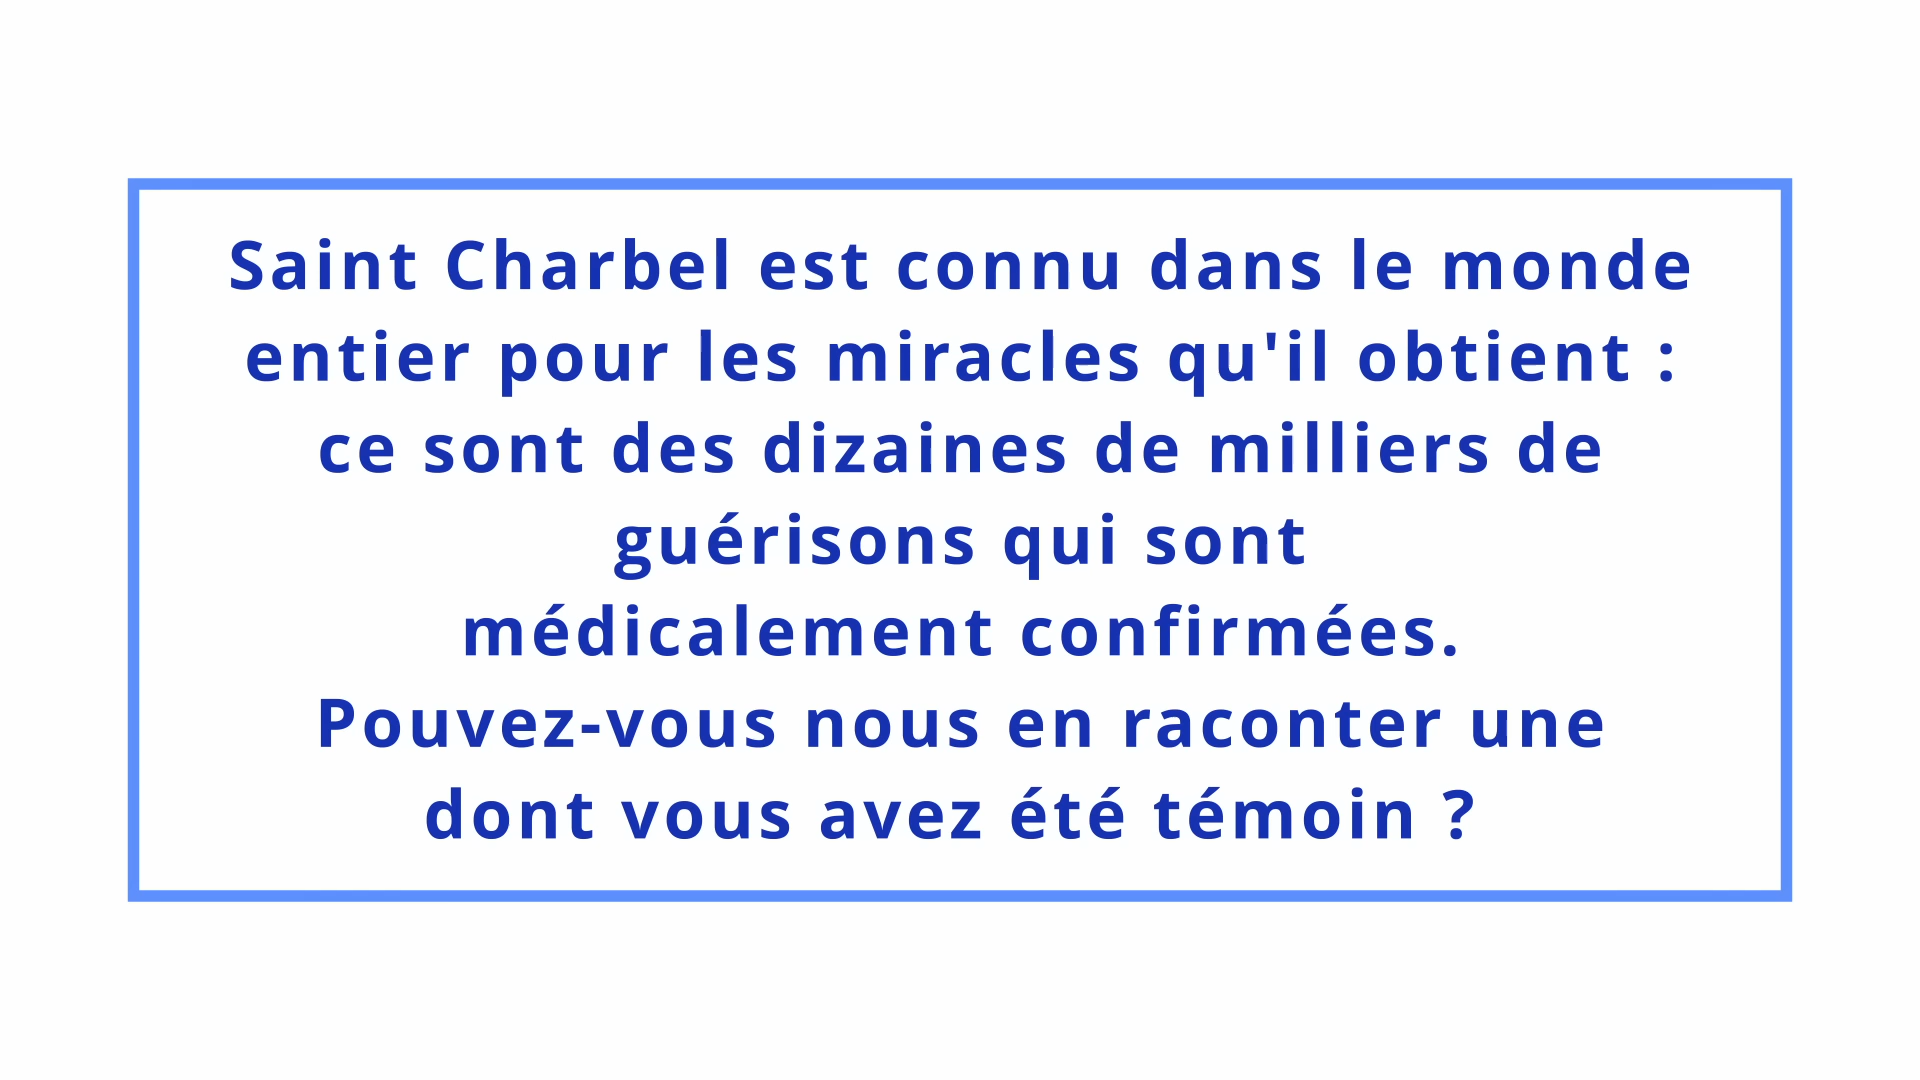 Saint Charbel est connu dans le monde
entier pour les miracles qu'il obtient :
ce sont des dizaines de milliers de
guérisons qui sont
médicalement confirmées.
Pouvez-vous nous en raconter une
dont vous avez été témoin ?